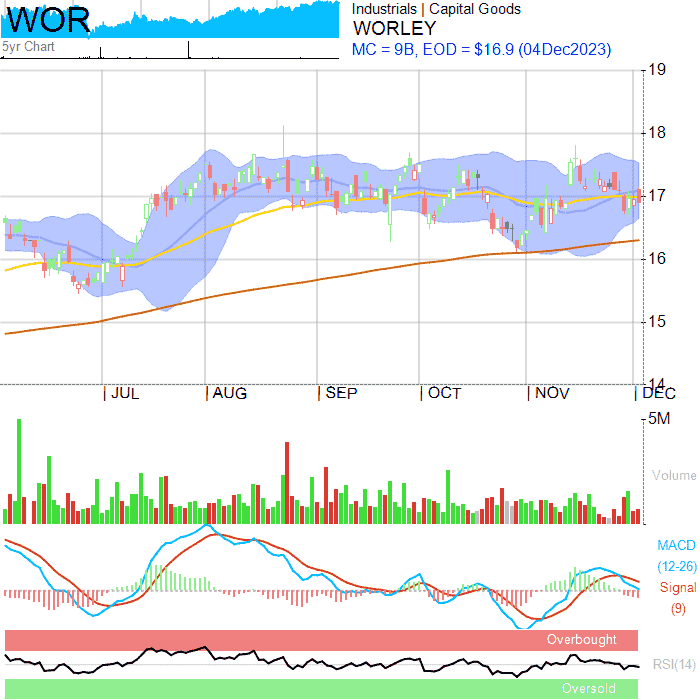 WOR
5yr Chart
Industrials | Capital Goods
WORLEY
MC = 9B, EOD = $16.9 (04Dec2023)
19
18
17
16
15
14
| JUL | AUG | SEP | OCT | NOV | DEC
5M
Volume
MACD
(12-26)
Signal
(9)
Overbought
RSI(14)
Oversold